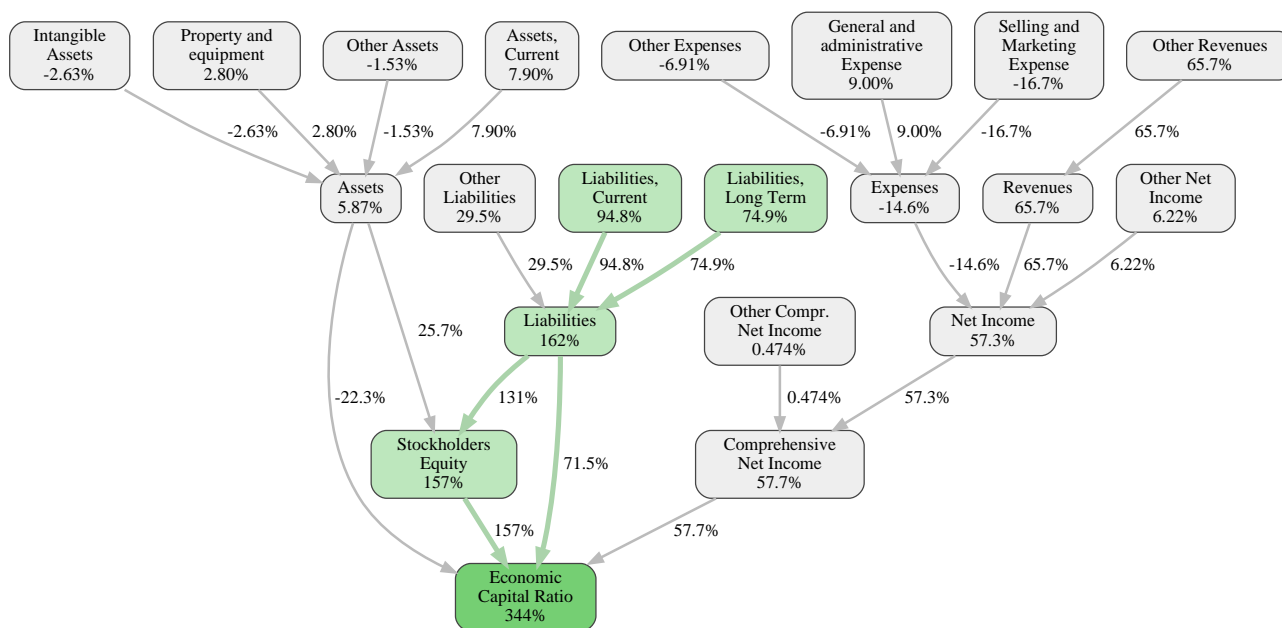 Intangible
Assets
-2.63%
Property and
equipment
2.80%
Other Assets
-1.53%
Assets,
Current
7.90%
Other Expenses
-6.91%
General and
administrative
Expense
9.00%
Selling and
Marketing
Expense
-16.7%
Other Revenues
65.7%
-2.63%
2.80%
-1.53%
7.90%
-6.91%
9.00%
-16.7%
65.7%
Assets
5.87%
Other
Liabilities
29.5%
Liabilities,
Current
94.8%
Liabilities,
Long Term
74.9%
Expenses
-14.6%
Revenues
65.7%
Other Net
Income
6.22%
29.5%
94.8%
74.9%
-14.6%
65.7%
6.22%
Liabilities
162%
Other Compr.
Net Income
0.474%
Net Income
57.3%
25.7%
-22.3%
131%
0.474%
57.3%
Stockholders
Equity
157%
71.5%
Comprehensive
Net Income
57.7%
157%
57.7%
Economic
Capital Ratio
344%